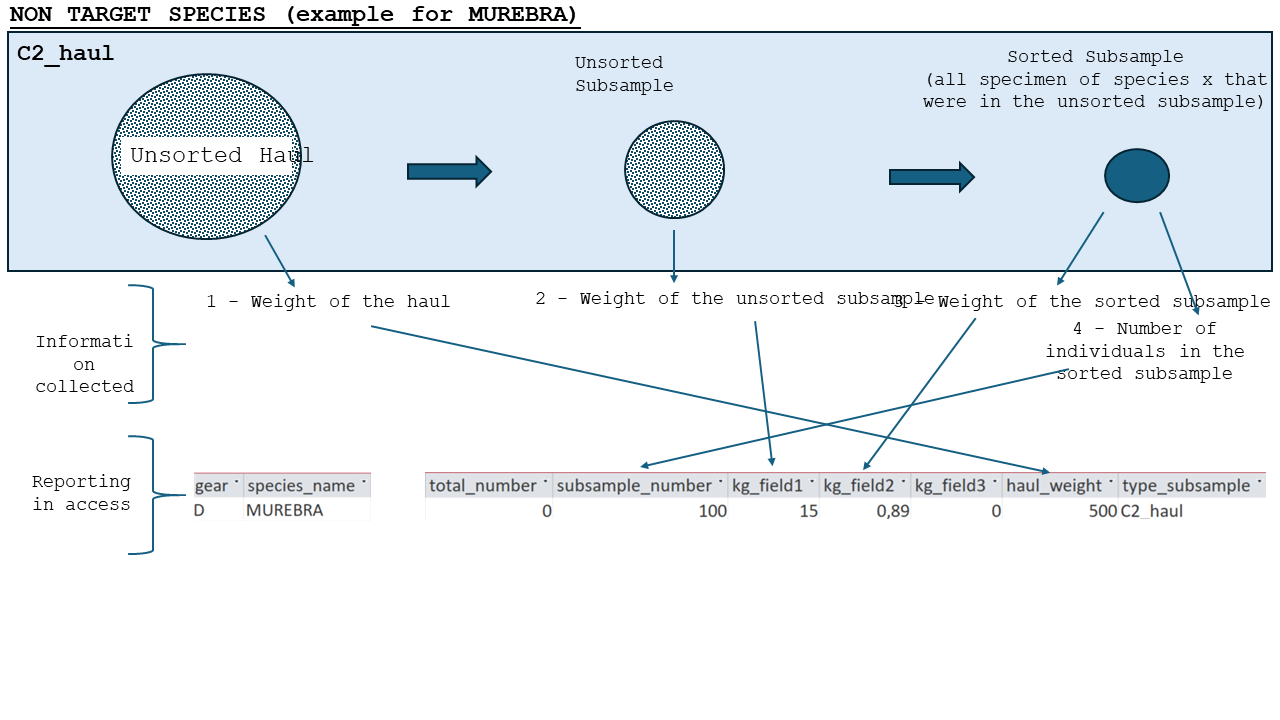 NON TARGET SPECIES (example for MUREBRA)
C2_haul
Unsorted Haul
Unsorted
Subsample
Sorted Subsample
(all specimen of species x that
were in the unsorted subsample)
1 - Weight of the haul
2 - Weight of the unsorted subsample
3 - Weight of the sorted subsample
4 - Number of
individuals in the
sorted subsample
Informati
on
collected
Reporting
in access
gear species_name total_number subsample_number kg_field1 kg_field2 kg_field3 haul_weight type_subsample
D MUREBRA 0 100 15 0,89 0 500 C2_haul